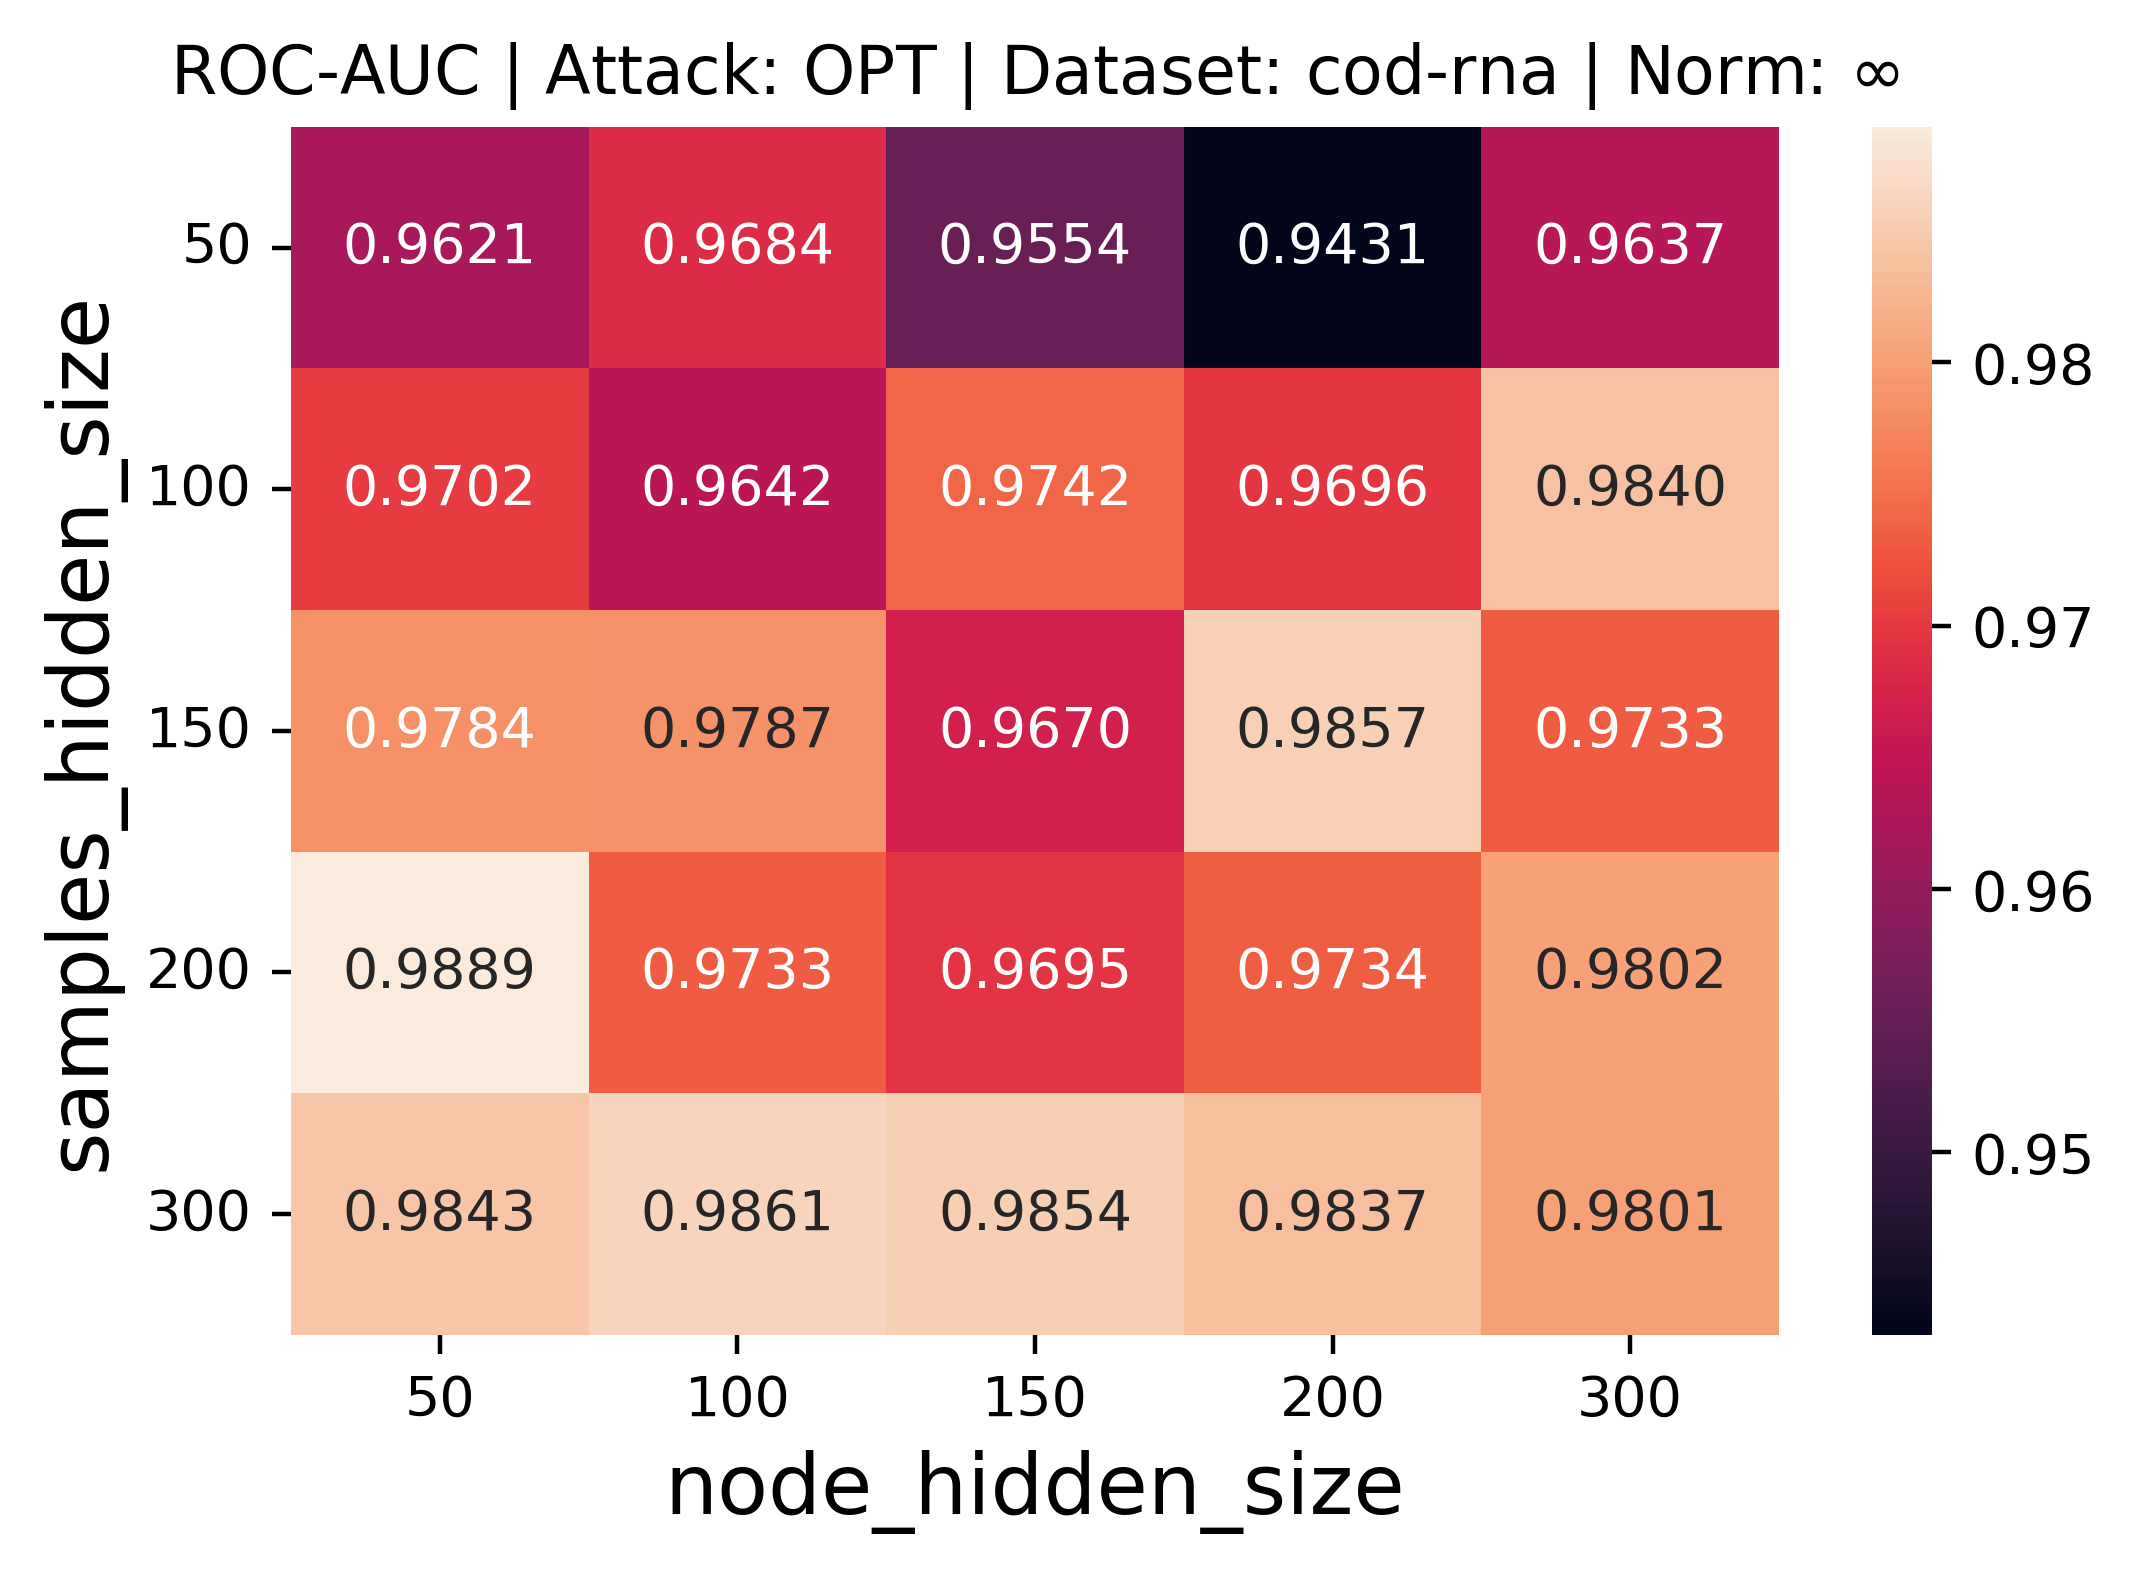 ROC-AUC | Attack: OPT | Dataset: cod-rna | Norm: ∞
samples_hidden_size
50 0.9621 0.9684 0.9554 0.9431 0.9637
100 0.9702 0.9642 0.9742 0.9696 0.9840
150 0.9784 0.9787 0.9670 0.9857 0.9733
200 0.9889 0.9733 0.9695 0.9734 0.9802
300 0.9843 0.9861 0.9854 0.9837 0.9801
50 100 150 200 300
node_hidden_size
0.98
0.97
0.96
0.95